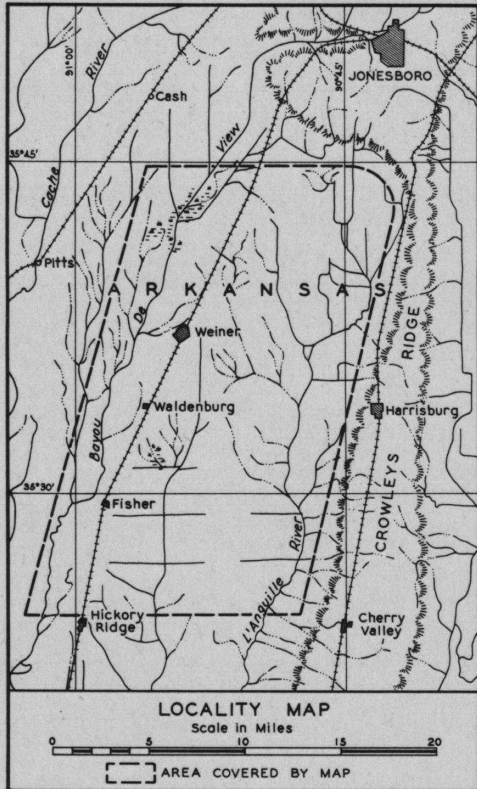 91°00'
90°45'
JONESBORO
River
Cash
View
35°45'
Cache
Pitts
ARKANSAS
De
Weiner
RIDGE
Waldenburg
Harrisburg
Bayou
35°30'
Fisher
CROWLEYS
River
L'Anguille
Hickory
Ridge
Cherry
Valley
LOCALITY MAP
Scale in Miles
0 5 10 15 20
AREA COVERED BY MAP